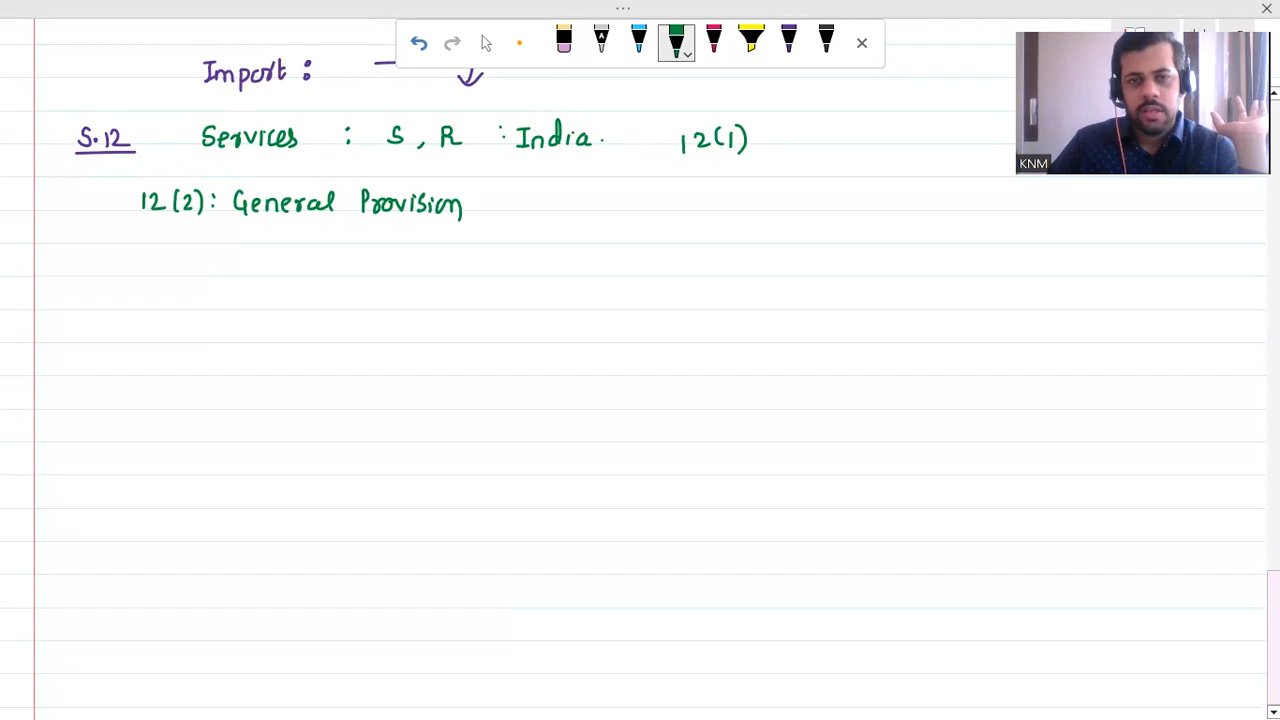 Import :
S.12 Services : S, R : India. 12(1)
12(2): General Provision
KNM